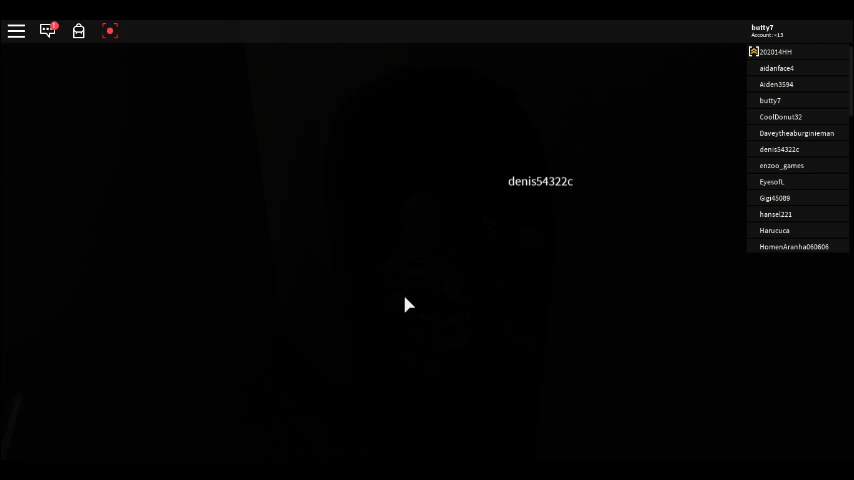 butty7
Account: <13
202014HH
aidanface4
Aiden3594
butty7
CoolDonut32
Daveytheaburginieman
denis54322c
enzoo_games
EyesofL
Gigi45089
hansel221
Harucuca
HomenAranha060606
denis54322c